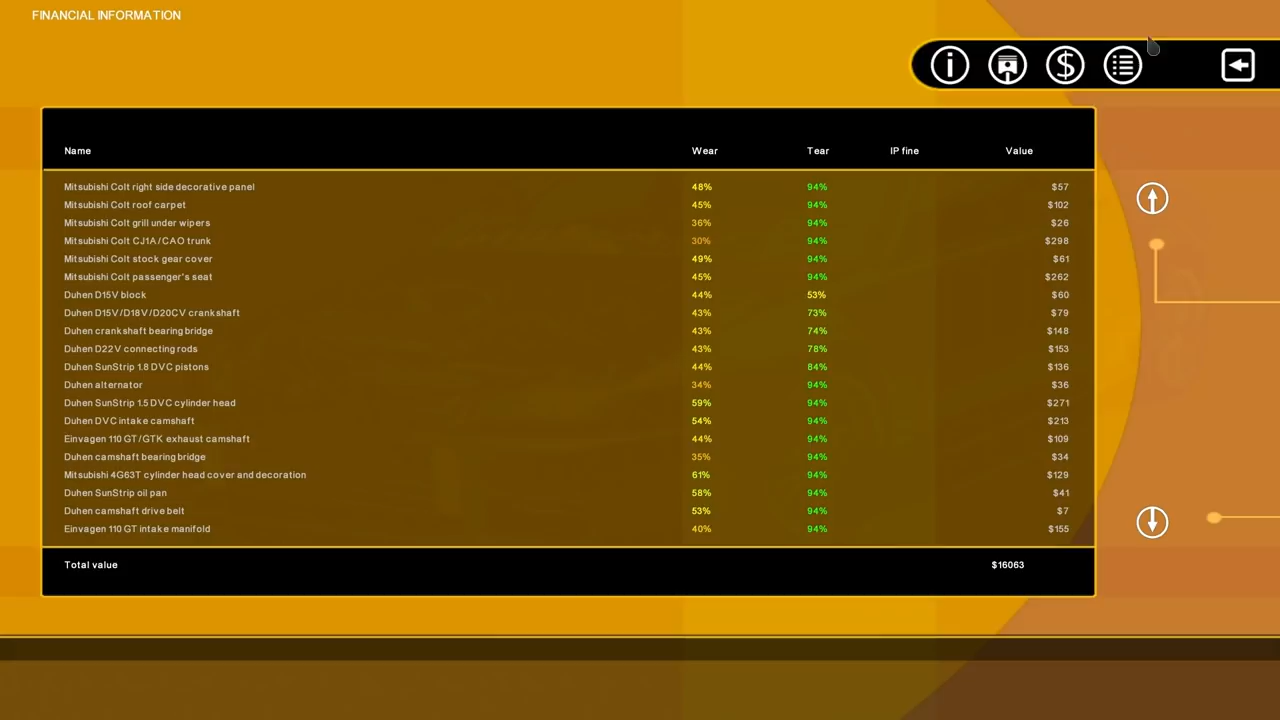 FINANCIAL INFORMATION
Name Wear Tear IP fine Value
Mitsubishi Colt right side decorative panel 48% 94% $57
Mitsubishi Colt roof carpet 45% 94% $102
Mitsubishi Colt grill under wipers 36% 94% $26
Mitsubishi Colt CJ1A/CAO trunk 30% 94% $298
Mitsubishi Colt stock gear cover 49% 94% $61
Mitsubishi Colt passenger's seat 45% 94% $262
Duhen D15V block 44% 53% $60
Duhen D15V/D18V/D20CV crankshaft 43% 73% $79
Duhen crankshaft bearing bridge 43% 74% $148
Duhen D22V connecting rods 43% 78% $153
Duhen SunStrip 1.8 DVC pistons 44% 84% $136
Duhen alternator 34% 94% $36
Duhen SunStrip 1.5 DVC cylinder head 59% 94% $271
Duhen DVC intake camshaft 54% 94% $213
Einvagen 110 GT/GTK exhaust camshaft 44% 94% $109
Duhen camshaft bearing bridge 35% 94% $34
Mitsubishi 4G63T cylinder head cover and decoration 61% 94% $129
Duhen SunStrip oil pan 58% 94% $41
Duhen camshaft drive belt 53% 94% $7
Einvagen 110 GT intake manifold 40% 94% $155
Total value $16063